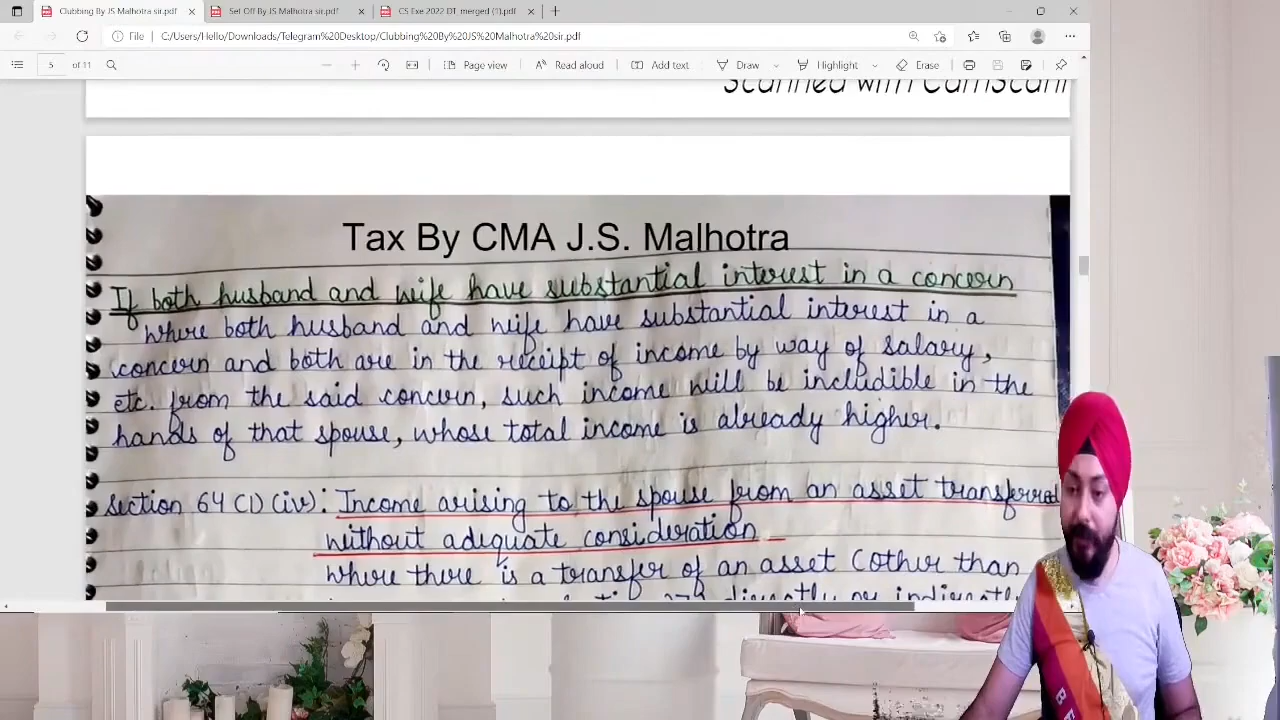 Clubbing By JS Malhotra sir.pdf
Set Off By JS Malhotra sir.pdf
CS Exe 2022 DT merged (1).pdf
File
C:/Users/Hello/Downloads/Telegram%20Desktop/Clubbing%20By%20JS%20Malhotra%20sir.pdf
5 of 11
Page view
Read aloud
Add text
Draw
Highlight
Erase
Scanned with CamScan
Tax By CMA J.S. Malhotra
If both husband and wife have substantial interest in a concern
Where both husband and wife have substantial interest in a
concern and both are in the receipt of income by way of salary,
etc. from the said concern, such income will be includible in the
hands of that spouse, whose total income is already higher.
Section 64 (1) (iv): Income arising to the spouse from an asset transferred
without adequate consideration
Where there is a transfer of an asset (other than
directly or indirectly
B E